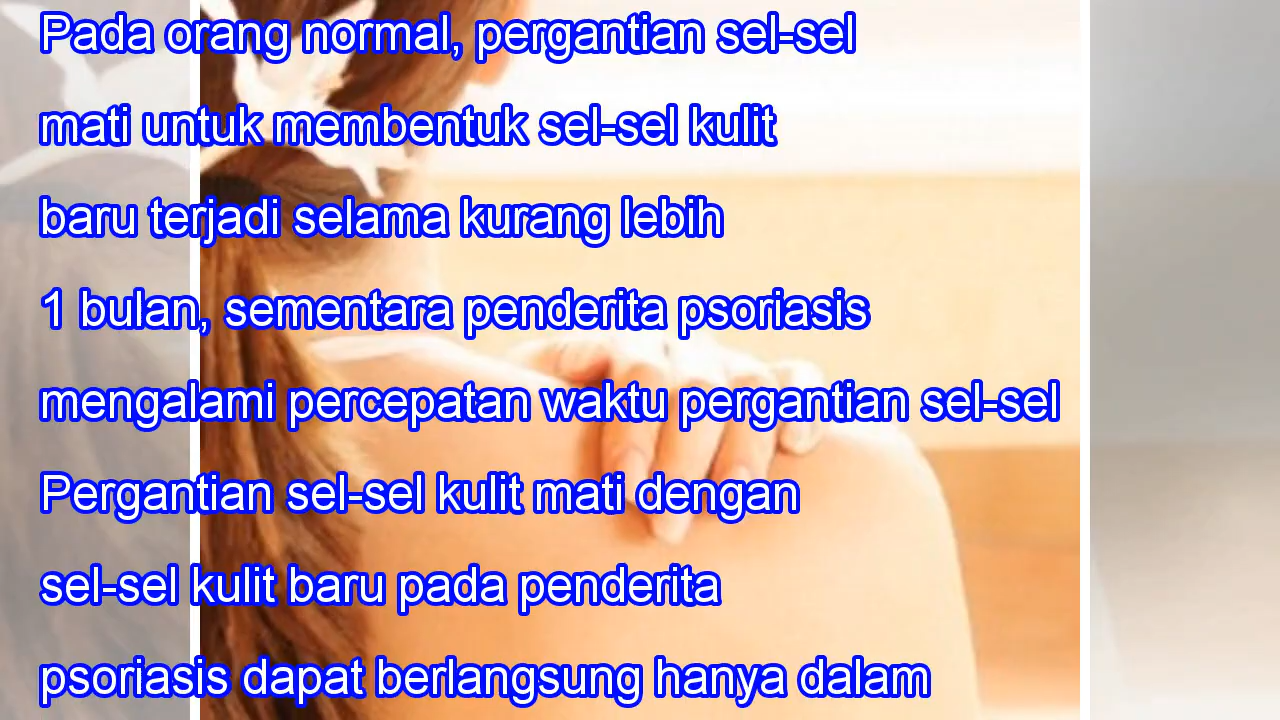 Pada orang normal, pergantian sel-sel
mati untuk membentuk sel-sel kulit
baru terjadi selama kurang lebih
1 bulan, sementara penderita psoriasis
mengalami percepatan waktu pergantian sel-sel
Pergantian sel-sel kulit mati dengan
sel-sel kulit baru pada penderita
psoriasis dapat berlangsung hanya dalam